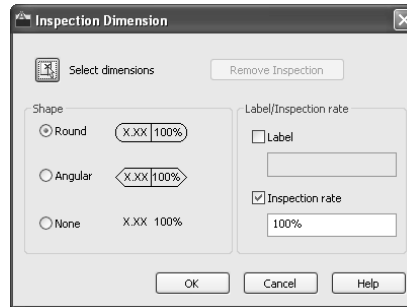 Inspection Dimension
Select dimensions
Remove Inspection
Shape
Round
X.XX 100%
Angular
X.XX 100%
None
X.XX 100%
Label/Inspection rate
Label
Inspection rate
100%
OK
Cancel
Help